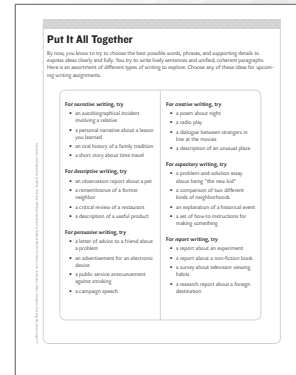 Put It All Together
By now, you know to try to choose the best possible words, phrases, and supporting details to
express ideas clearly and fully. You try to write lively sentences and unified, coherent paragraphs.
Here is an assortment of different types of writing to explore. Choose any of these ideas for upcom-
ing writing assignments.
For narrative writing, try
• an autobiographical incident
involving a relative
• a personal narrative about a lesson
you learned
• an oral history of a family tradition
• a short story about time travel
For descriptive writing, try
• an observation report about a pet
• a remembrance of a former
neighbor
• a critical review of a restaurant
• a description of a useful product
For persuasive writing, try
• a letter of advice to a friend about
a problem
• an advertisement for an electronic
device
• a public service announcement
against smoking
• a campaign speech
For creative writing, try
• a poem about night
• a radio play
• a dialogue between strangers in
line at the movies
• a description of an unusual place
For expository writing, try
• a problem-and-solution essay
about being "the new kid"
• a comparison of two different
kinds of neighborhoods
• an explanation of a historical event
• a set of how-to instructions for
making something
For report writing, try
• a report about an experiment
• a report about a non-fiction book
• a survey about television viewing
habits
• a research report about a foreign
destination